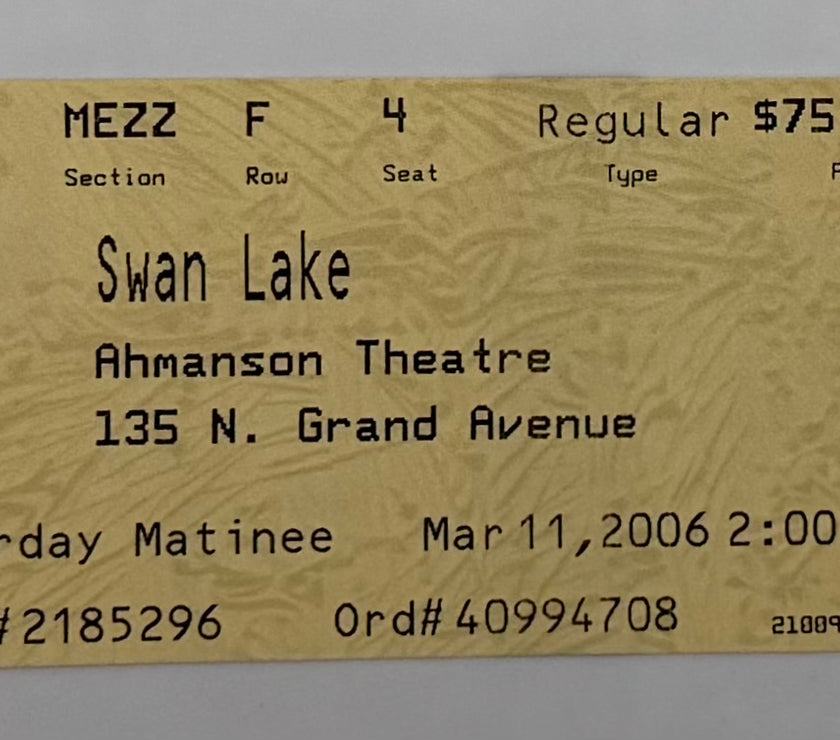 MEZZ F 4 Regular $75
Section Row Seat Type
Swan Lake
Ahmanson Theatre
135 N. Grand Avenue
rday Matinee Mar 11,2006 2:00
#2185296 Ord# 40994708 21009